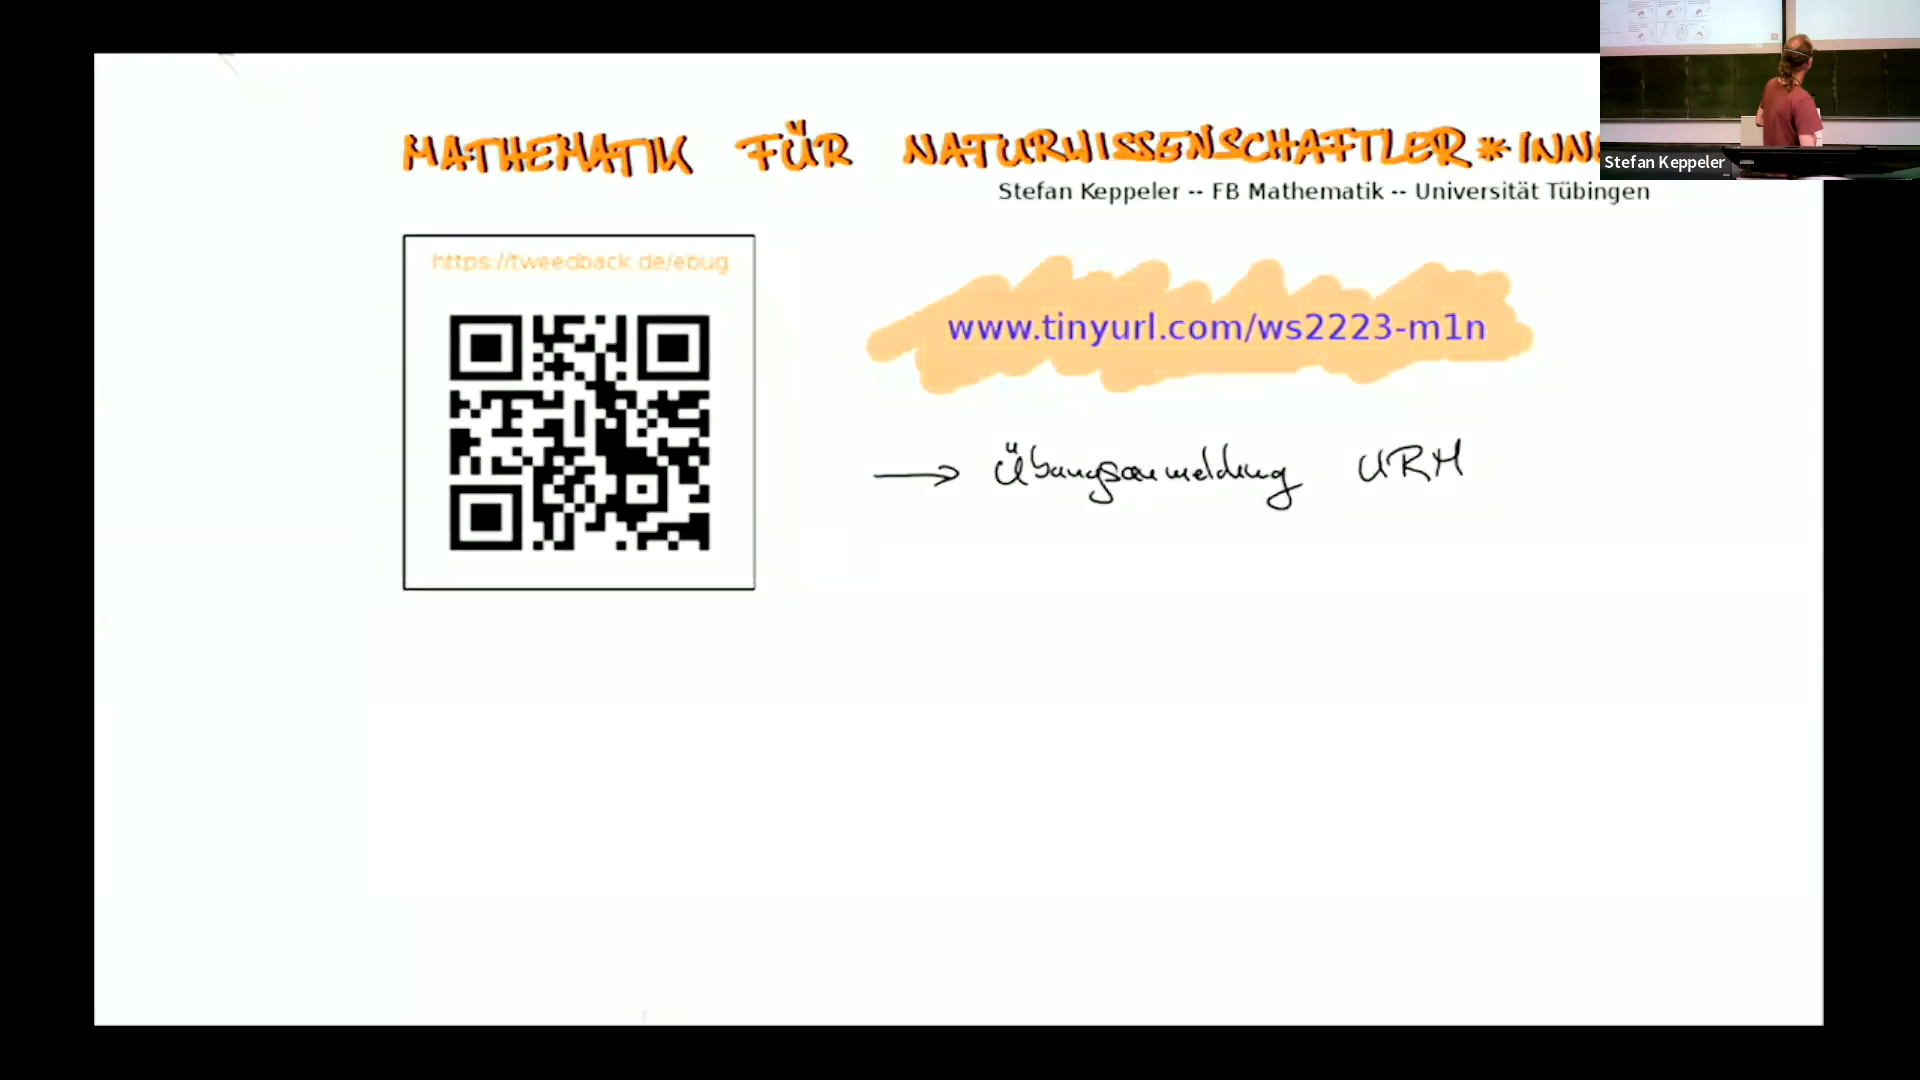 MATHEMATIK FÜR NATURWISSENSCHAFTLER*INN
Stefan Keppeler
Stefan Keppeler -- FB Mathematik -- Universität Tübingen
https://tweedback.de/ebug
www.tinyurl.com/ws2223-m1n
→ Übungsanmeldung URM